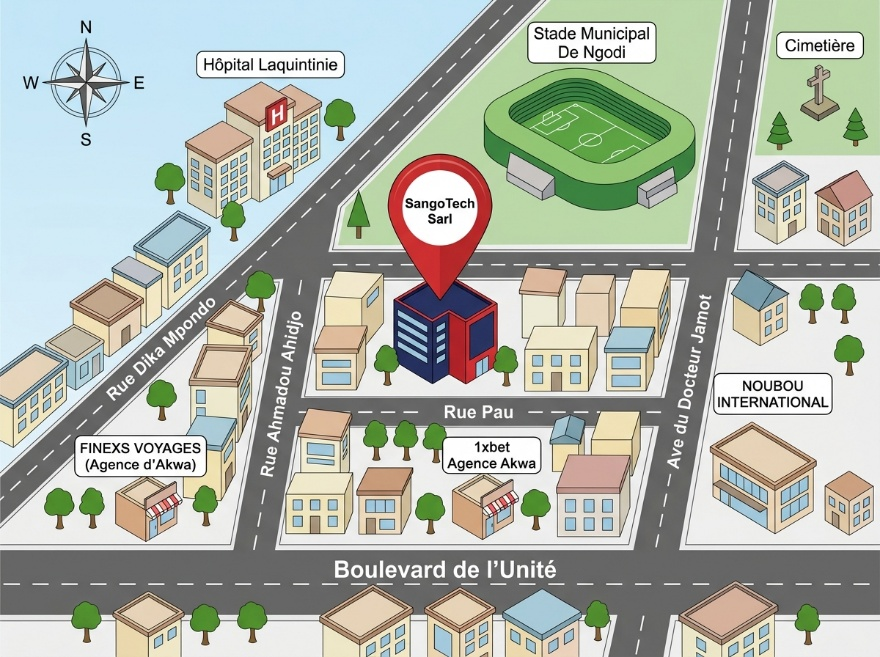 N
W
E
S
Hôpital Laquintinie
H
Stade Municipal
De Ngodi
Cimetière
SangoTech
Sarl
Rue Dika Mpondo
Rue Ahmadou Ahidjo
Rue Pau
Ave du Docteur Jamot
NOUBOU
INTERNATIONAL
FINEXS VOYAGES
(Agence d'Akwa)
1xbet
Agence Akwa
Boulevard de l'Unité